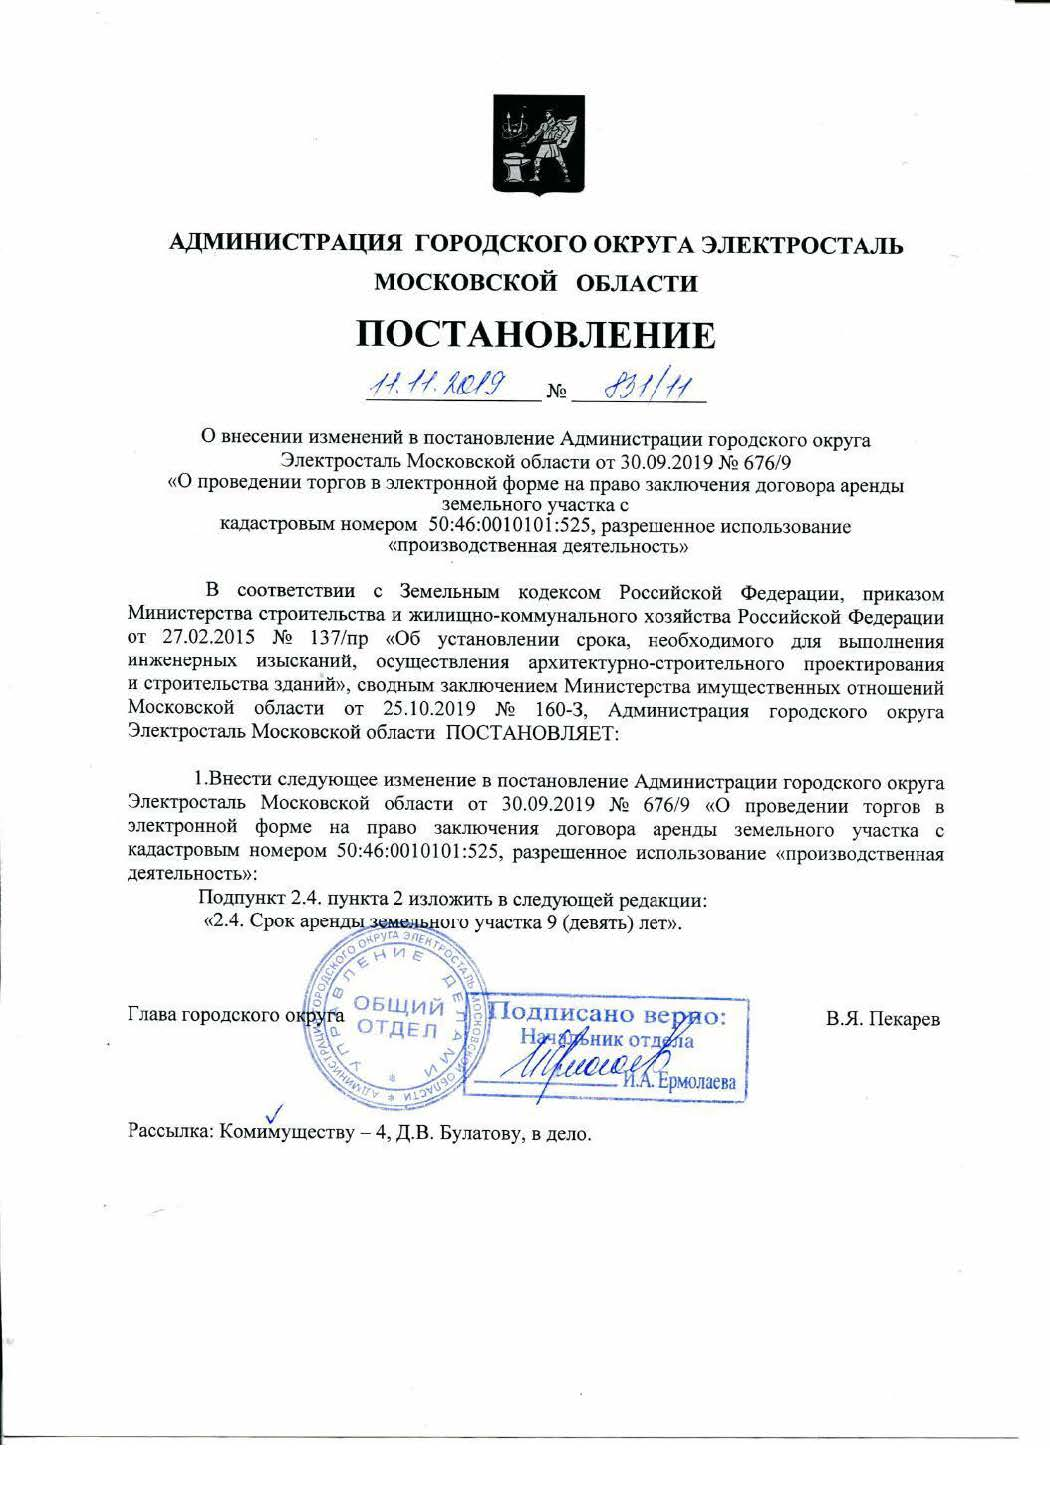 АДМИНИСТРАЦИЯ ГОРОДСКОГО ОКРУГА ЭЛЕКТРОСТАЛЬ
МОСКОВСКОЙ ОБЛАСТИ
ПОСТАНОВЛЕНИЕ
11.11.2019 № 831/11
О внесении изменений в постановление Администрации городского округа
Электросталь Московской области от 30.09.2019 № 676/9
«О проведении торгов в электронной форме на право заключения договора аренды
земельного участка с
кадастровым номером 50:46:0010101:525, разрешенное использование
«производственная деятельность»
В соответствии с Земельным кодексом Российской Федерации, приказом
Министерства строительства и жилищно-коммунального хозяйства Российской Федерации
от 27.02.2015 № 137/пр «Об установлении срока, необходимого для выполнения
инженерных изысканий, осуществления архитектурно-строительного проектирования
и строительства зданий», сводным заключением Министерства имущественных отношений
Московской области от 25.10.2019 № 160-З, Администрация городского округа
Электросталь Московской области ПОСТАНОВЛЯЕТ:
1.Внести следующее изменение в постановление Администрации городского округа
Электросталь Московской области от 30.09.2019 № 676/9 «О проведении торгов в
электронной форме на право заключения договора аренды земельного участка с
кадастровым номером 50:46:0010101:525, разрешенное использование «производственная
деятельность»:
Подпункт 2.4. пункта 2 изложить в следующей редакции:
«2.4. Срок аренды земельного участка 9 (девять) лет».
Глава городского округа В.Я. Пекарев
АДМИНИСТРАЦИЯ ГОРОДСКОГО ОКРУГА ЭЛЕКТРОСТАЛЬ МОСКОВСКОЙ ОБЛАСТИ *
УПРАВЛЕНИЕ ДЕЛАМИ *
ОБЩИЙ
ОТДЕЛ
Подписано верно:
Начальник отдела
И.А. Ермолаева
Рассылка: Комимуществу – 4, Д.В. Булатову, в дело.